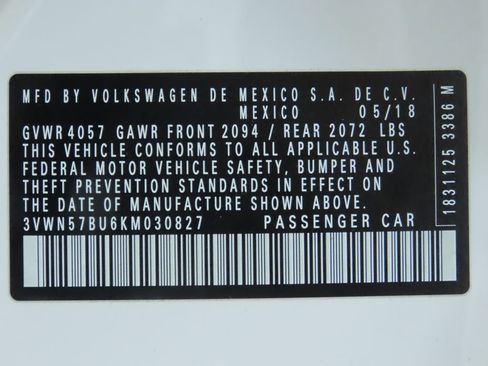 MFD BY VOLKSWAGEN DE MEXICO S.A. DE C.V.
MEXICO 05/18
GVWR 4057 GAWR FRONT 2094 / REAR 2072 LBS
THIS VEHICLE CONFORMS TO ALL APPLICABLE U.S.
FEDERAL MOTOR VEHICLE SAFETY, BUMPER AND
THEFT PREVENTION STANDARDS IN EFFECT ON
THE DATE OF MANUFACTURE SHOWN ABOVE.
3VWN57BU6KM030827 PASSENGER CAR
1831125 3386 M